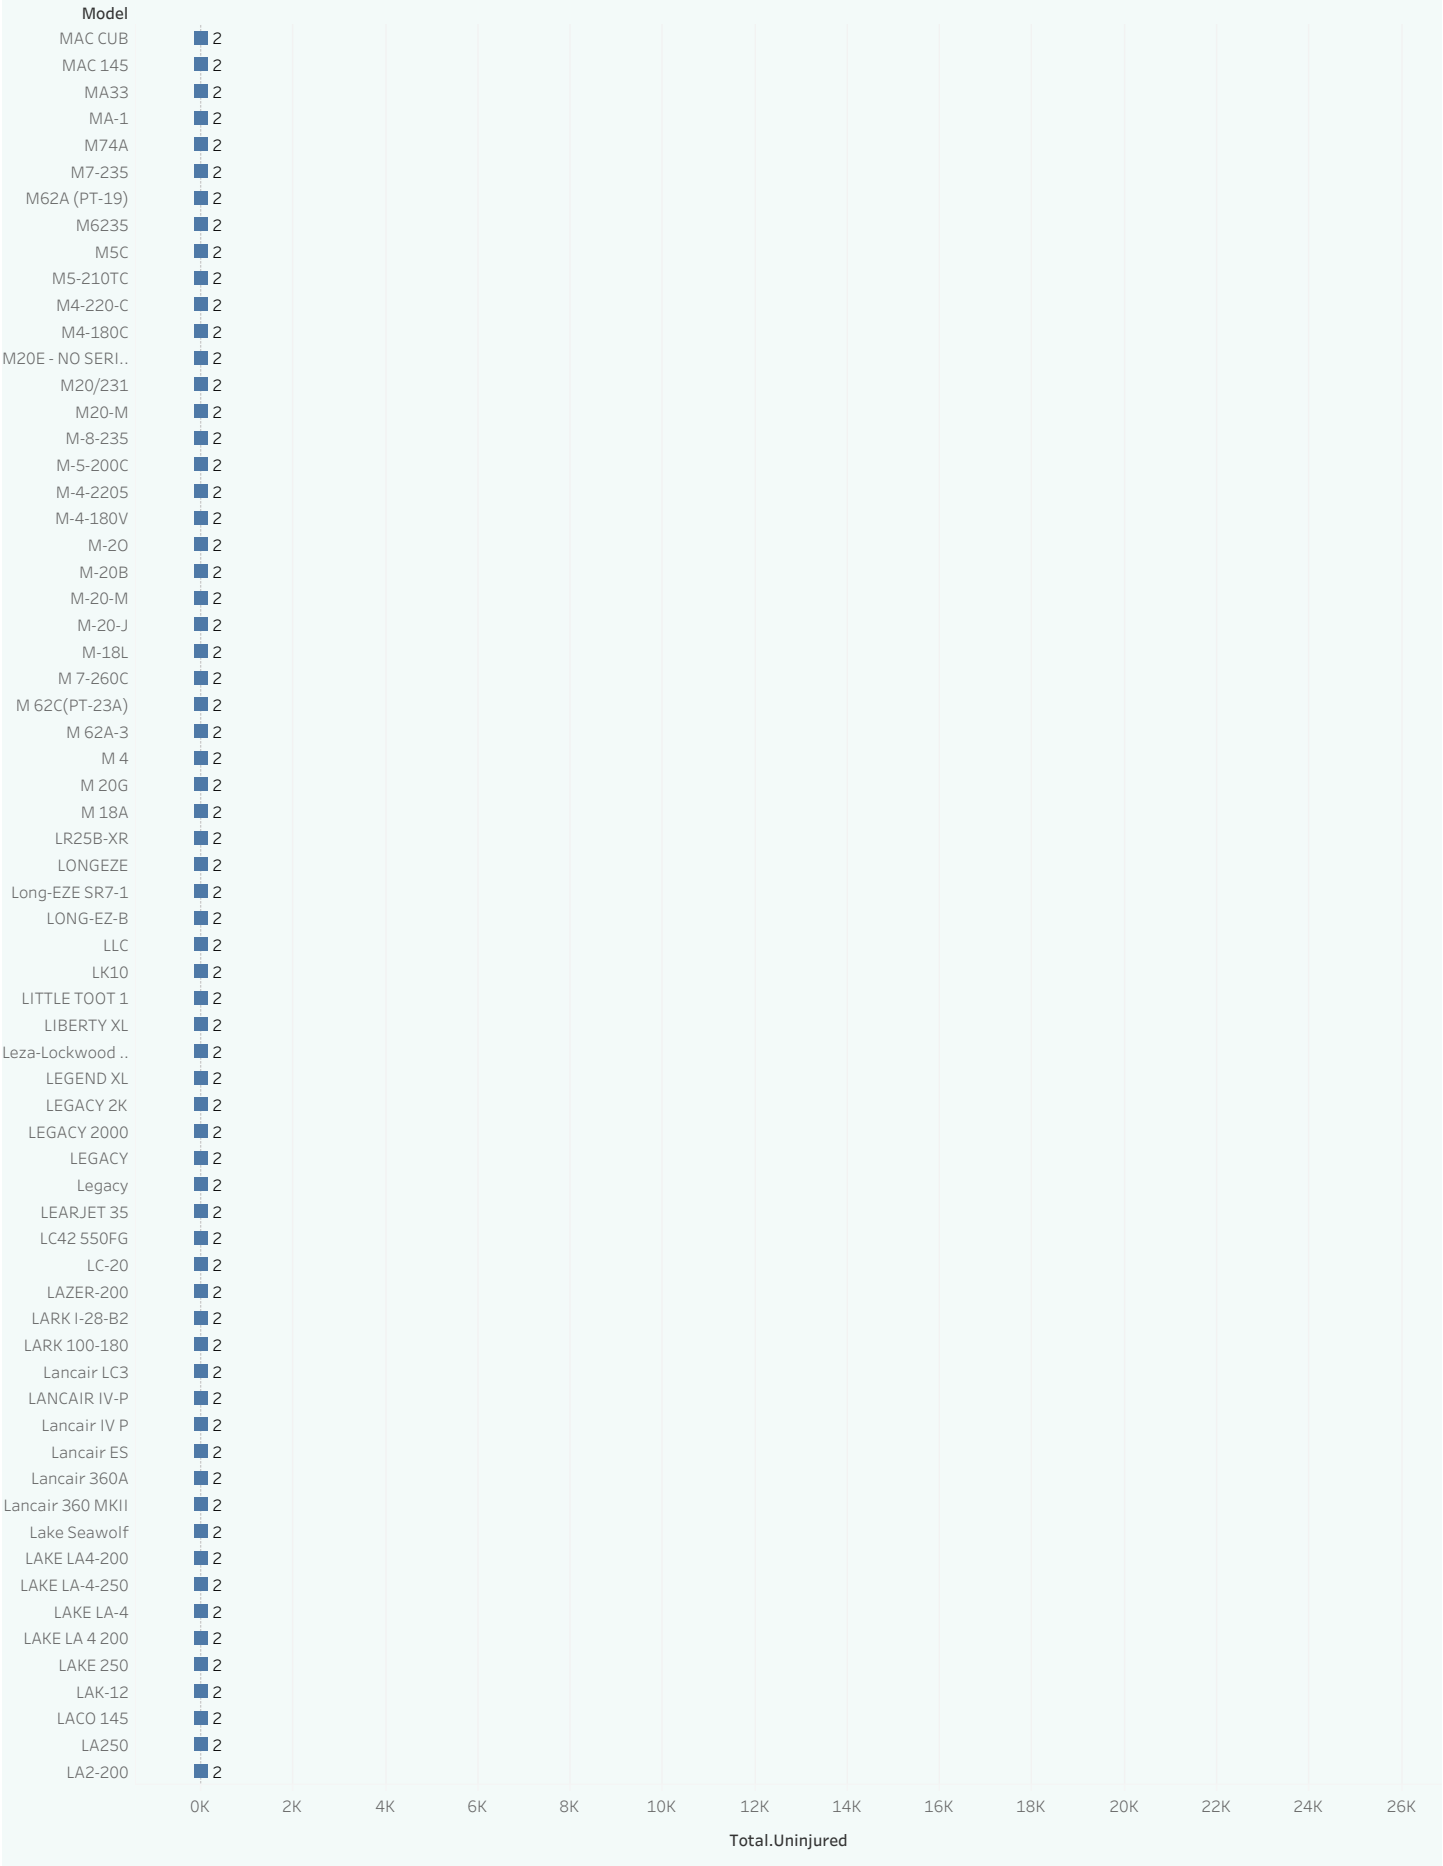 Model
MAC CUB 2
MAC 145 2
MA33 2
MA-1 2
M74A 2
M7-235 2
M62A (PT-19) 2
M6235 2
M5C 2
M5-210TC 2
M4-220-C 2
M4-180C 2
M20E - NO SERI.. 2
M20/231 2
M20-M 2
M-8-235 2
M-5-200C 2
M-4-2205 2
M-4-180V 2
M-2O 2
M-20B 2
M-20-M 2
M-20-J 2
M-18L 2
M 7-260C 2
M 62C(PT-23A) 2
M 62A-3 2
M 4 2
M 20G 2
M 18A 2
LR25B-XR 2
LONGEZE 2
Long-EZE SR7-1 2
LONG-EZ-B 2
LLC 2
LK10 2
LITTLE TOOT 1 2
LIBERTY XL 2
Leza-Lockwood .. 2
LEGEND XL 2
LEGACY 2K 2
LEGACY 2000 2
LEGACY 2
Legacy 2
LEARJET 35 2
LC42 550FG 2
LC-20 2
LAZER-200 2
LARK I-28-B2 2
LARK 100-180 2
Lancair LC3 2
LANCAIR IV-P 2
Lancair IV P 2
Lancair ES 2
Lancair 360A 2
Lancair 360 MKII 2
Lake Seawolf 2
LAKE LA4-200 2
LAKE LA-4-250 2
LAKE LA-4 2
LAKE LA 4 200 2
LAKE 250 2
LAK-12 2
LACO 145 2
LA250 2
LA2-200 2
0K 2K 4K 6K 8K 10K 12K 14K 16K 18K 20K 22K 24K 26K
Total.Uninjured